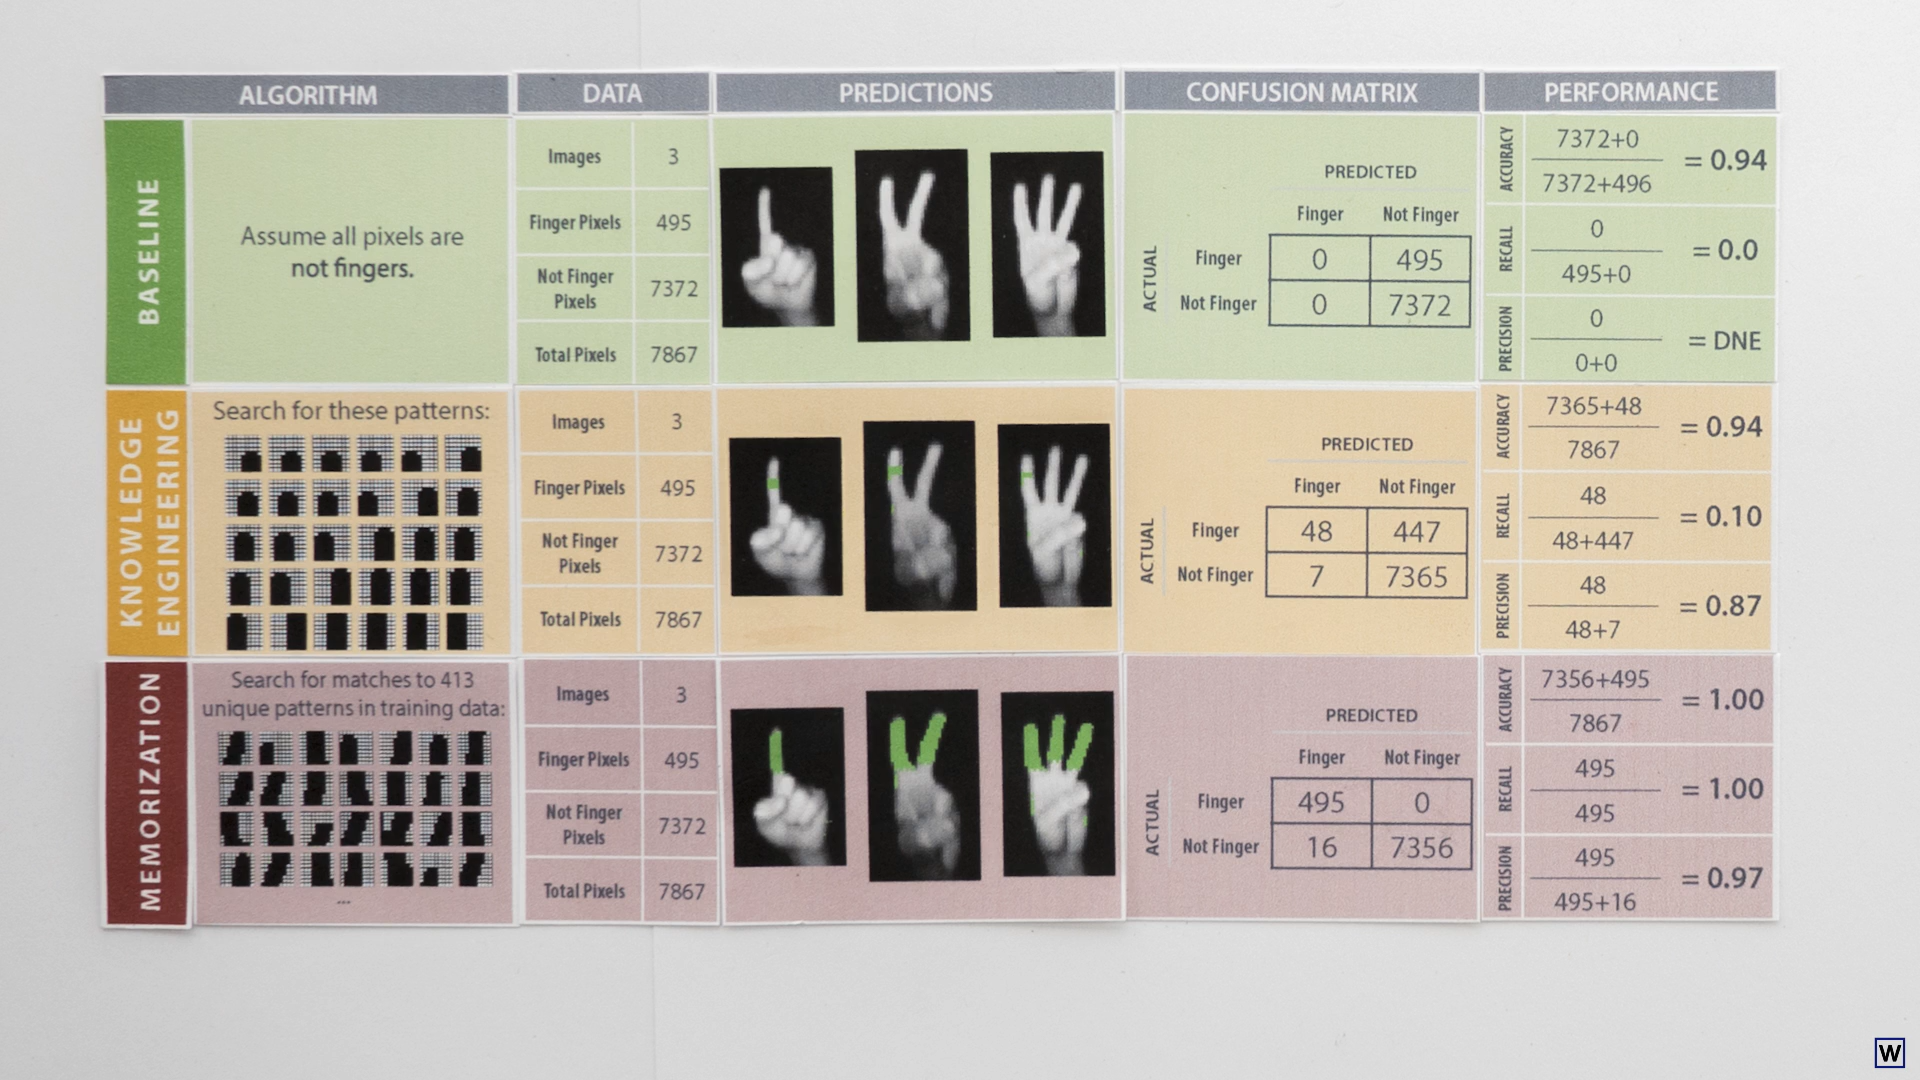 ALGORITHM
DATA
PREDICTIONS
CONFUSION MATRIX
PERFORMANCE
BASELINE
Assume all pixels are
not fingers.
Images 3
Finger Pixels 495
Not Finger
Pixels
7372
Total Pixels 7867
PREDICTED
Finger Not Finger
ACTUAL
Finger 0 495
Not Finger 0 7372
ACCURACY
7372+0
7372+496
= 0.94
RECALL
0
495+0
= 0.0
PRECISION
0
0+0
= DNE
KNOWLEDGE
ENGINEERING
Search for these patterns:
Images 3
Finger Pixels 495
Not Finger
Pixels
7372
Total Pixels 7867
PREDICTED
Finger Not Finger
ACTUAL
Finger 48 447
Not Finger 7 7365
ACCURACY
7365+48
7867
= 0.94
RECALL
48
48+447
= 0.10
PRECISION
48
48+7
= 0.87
MEMORIZATION
Search for matches to 413
unique patterns in training data:
...
Images 3
Finger Pixels 495
Not Finger
Pixels
7372
Total Pixels 7867
PREDICTED
Finger Not Finger
ACTUAL
Finger 495 0
Not Finger 16 7356
ACCURACY
7356+495
7867
= 1.00
RECALL
495
495
= 1.00
PRECISION
495
495+16
= 0.97
W